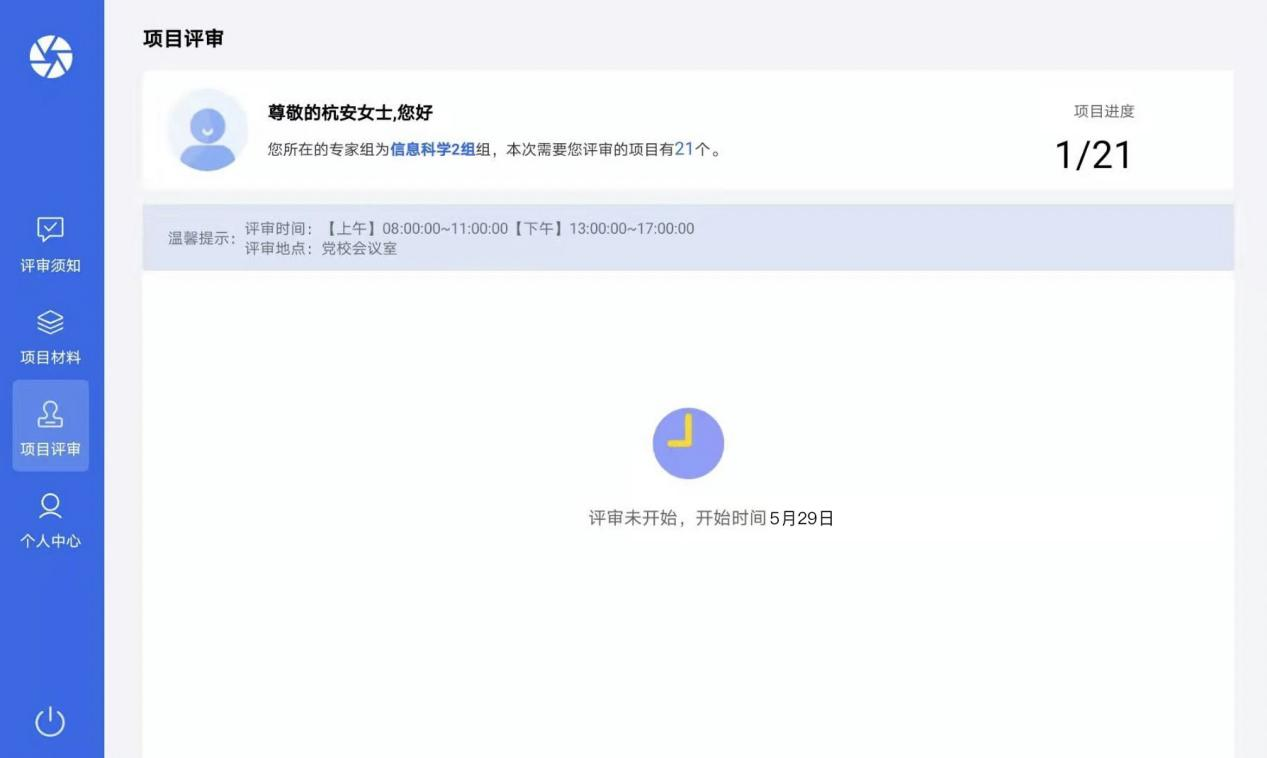 项目评审
尊敬的杭安女士,您好
您所在的专家组为信息科学2组组，本次需要您评审的项目有21个。
项目进度
1/21
温馨提示：
评审时间：【上午】08:00:00~11:00:00【下午】13:00:00~17:00:00
评审地点：党校会议室
评审须知
项目材料
项目评审
个人中心
评审未开始，开始时间5月29日